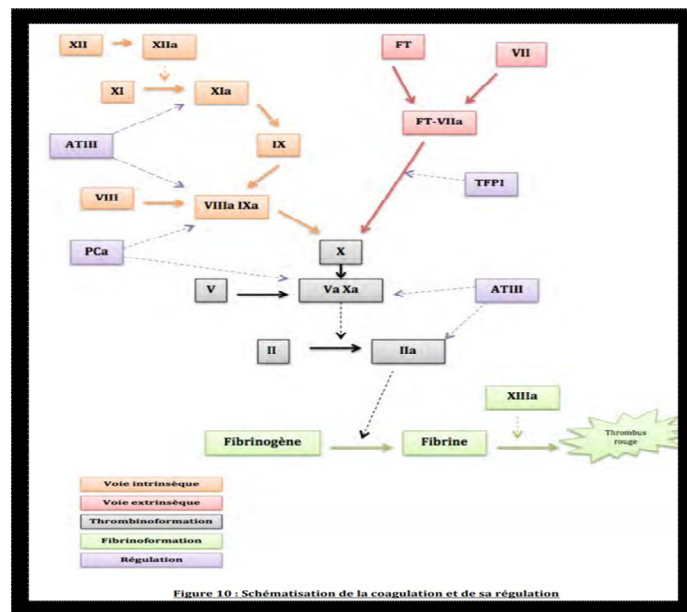 XII
XIIa
FT
VII
XI
XIa
FT-VIIa
ATIII
IX
TFPI
VIII
VIIIa IXa
PCa
X
V
Va Xa
ATIII
II
IIa
XIIIa
Fibrinogène
Fibrine
Thrombus
rouge
Voie intrinsèque
Voie extrinsèque
Thrombinoformation
Fibrinoformation
Régulation
Figure 10 : Schématisation de la coagulation et de sa régulation